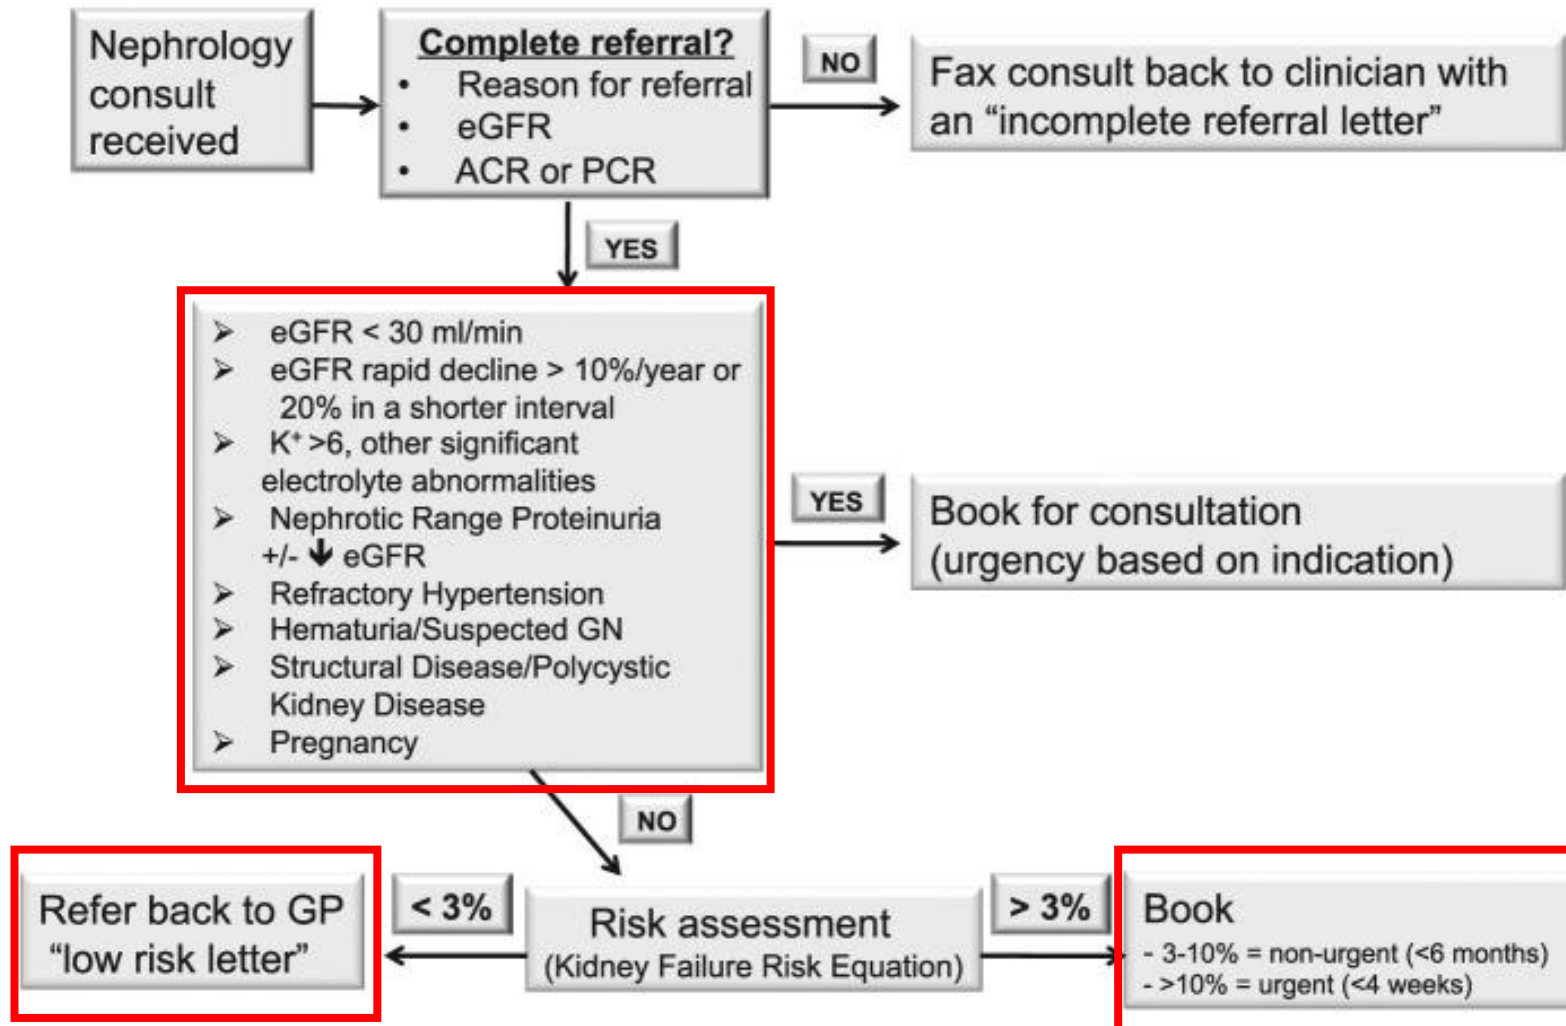 Nephrology
consult
received
Complete referral?
• Reason for referral
• eGFR
• ACR or PCR
NO
Fax consult back to clinician with
an “incomplete referral letter”
YES
➢ eGFR < 30 ml/min
➢ eGFR rapid decline > 10%/year or
20% in a shorter interval
➢ K⁺ >6, other significant
electrolyte abnormalities
➢ Nephrotic Range Proteinuria
+/- 🡇 eGFR
➢ Refractory Hypertension
➢ Hematuria/Suspected GN
➢ Structural Disease/Polycystic
Kidney Disease
➢ Pregnancy
YES
Book for consultation
(urgency based on indication)
NO
Refer back to GP
“low risk letter”
< 3%
Risk assessment
(Kidney Failure Risk Equation)
> 3%
Book
- 3-10% = non-urgent (<6 months)
- >10% = urgent (<4 weeks)